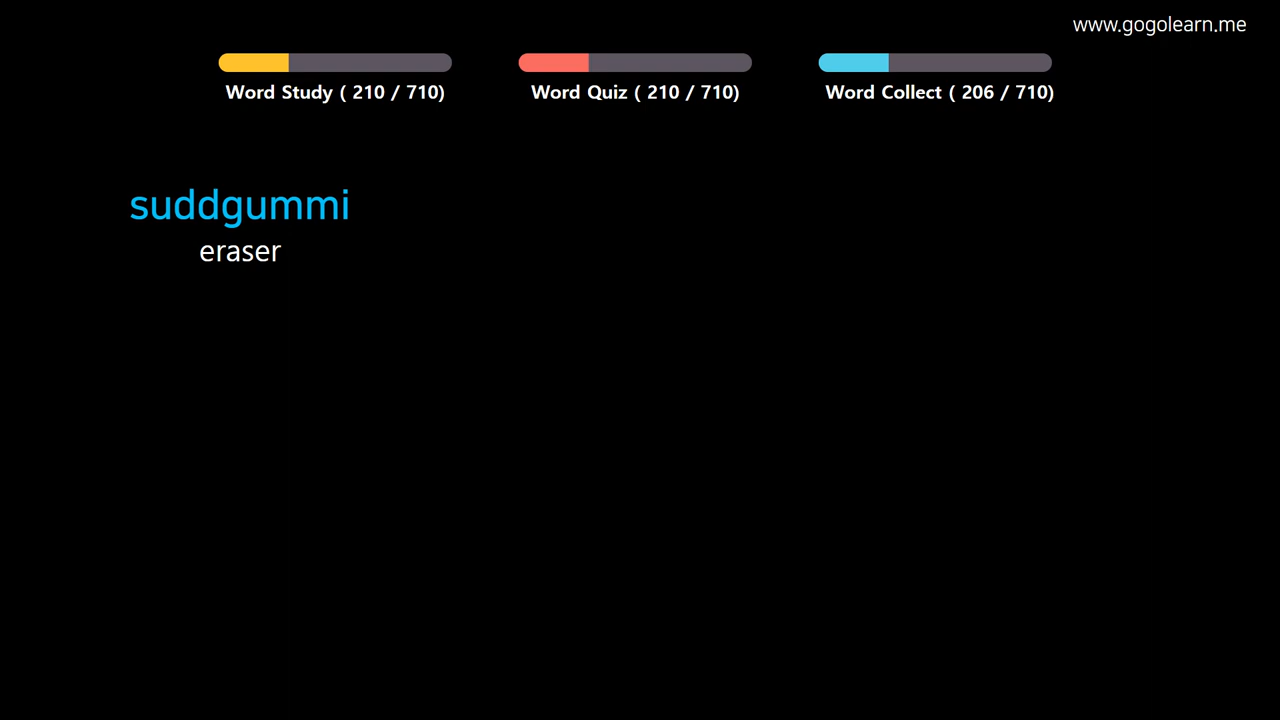 www.gogolearn.me
Word Study ( 210 / 710)
Word Quiz ( 210 / 710)
Word Collect ( 206 / 710)
suddgummi
eraser